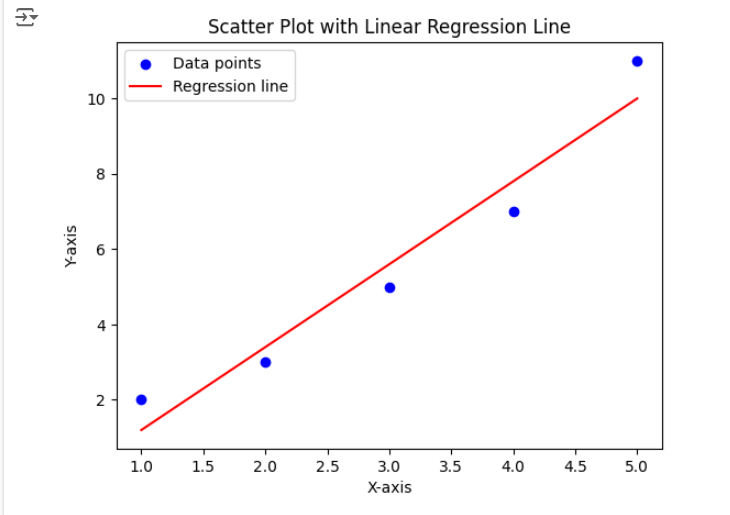 Scatter Plot with Linear Regression Line
Data points
Regression line
10
8
6
4
2
Y-axis
1.0 1.5 2.0 2.5 3.0 3.5 4.0 4.5 5.0
X-axis